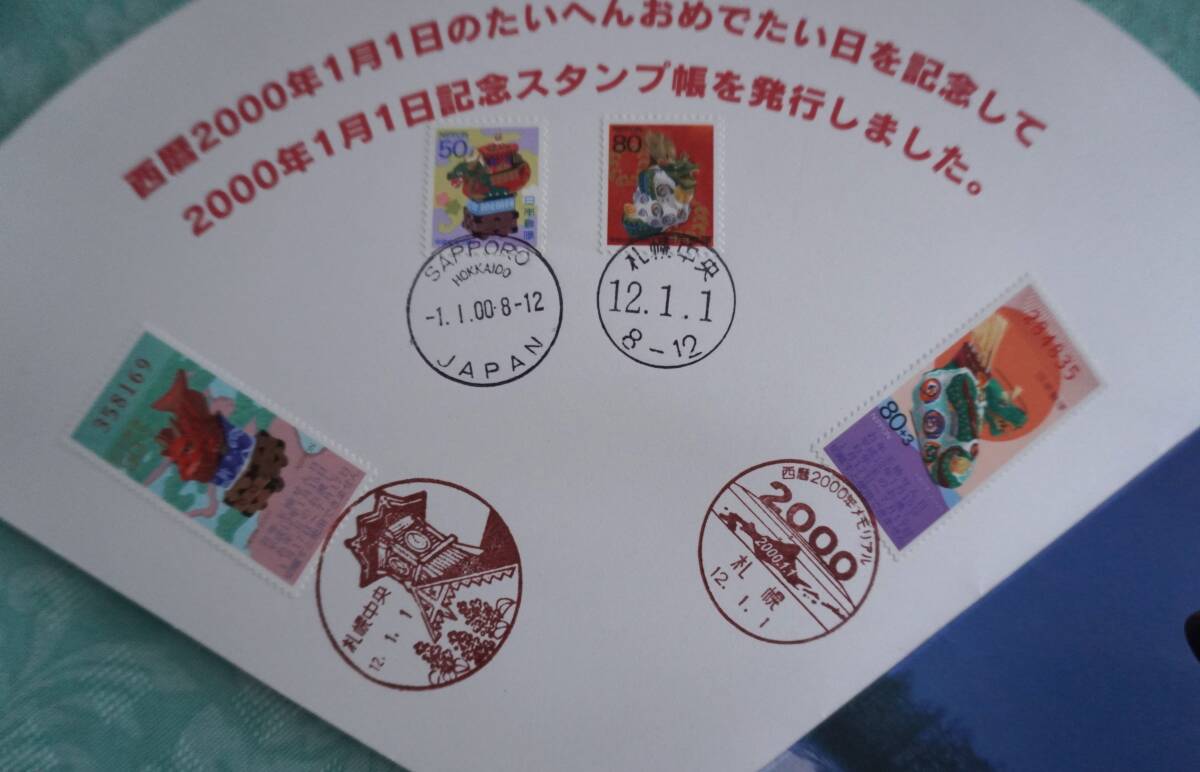 西暦2000年1月1日のたいへんおめでたい日を記念して
2000年1月1日記念スタンプ帳を発行しました。
NIPPON
50
日本郵便
NIPPON
80
SAPPORO
HOKKAIDO
-1.1.00・8-12
JAPAN
札幌中央
12.1.1
8-12
358169
284835
80+3
NIPPON
札幌中央
12.1.1
西暦2000年メモリアル
2000
2000.1.1
札幌
12.1.1